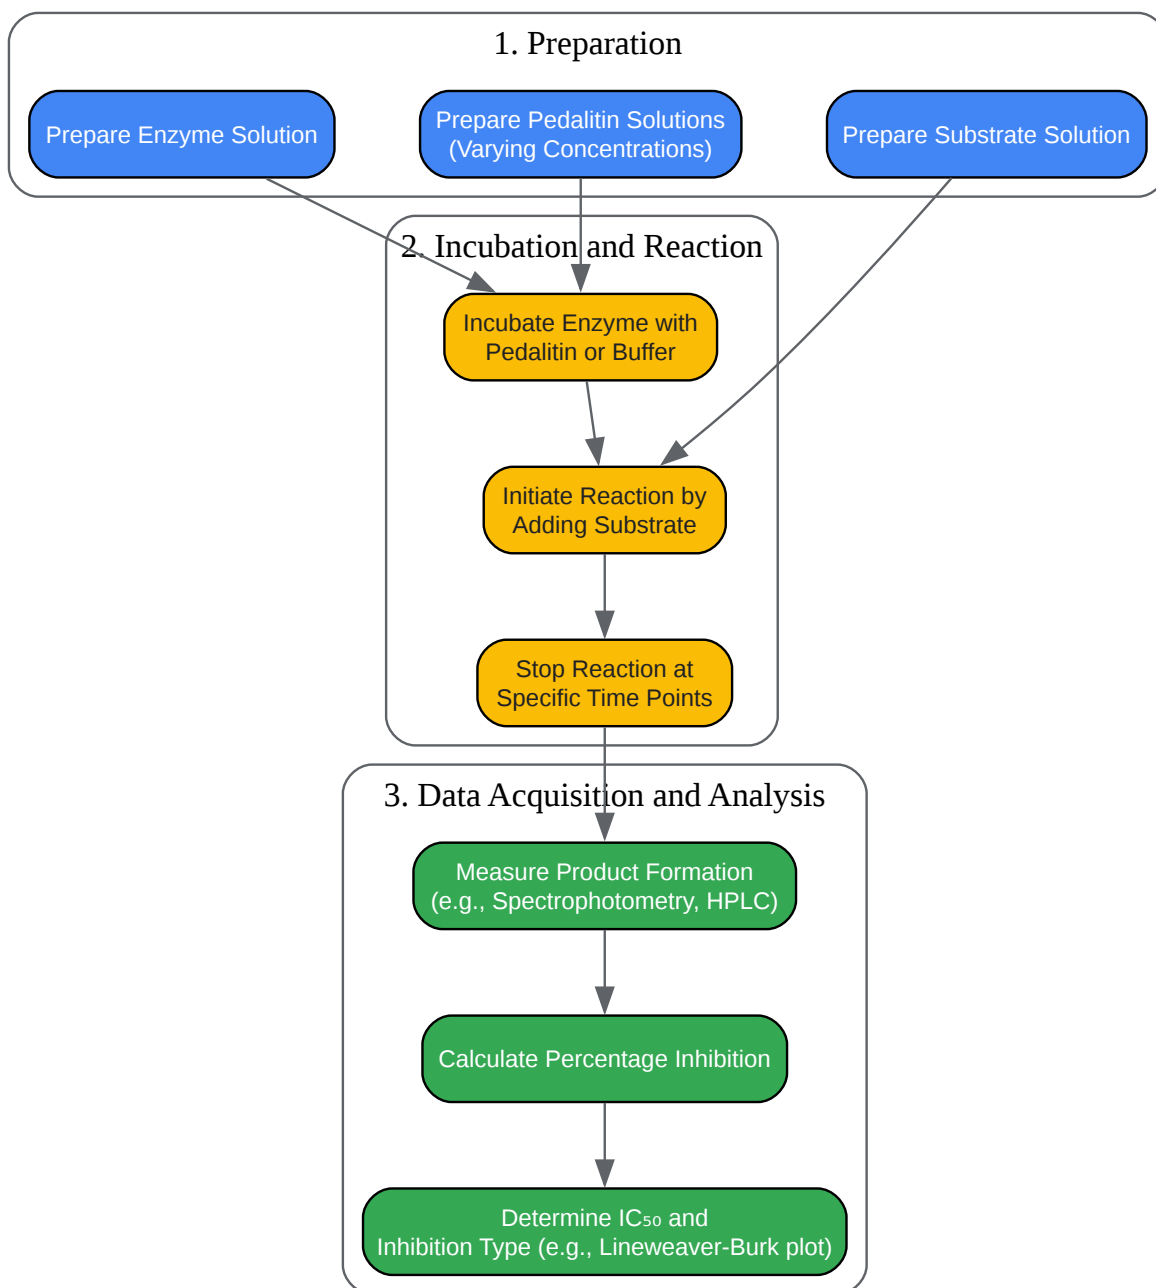 1. Preparation
Prepare Enzyme Solution
Prepare Pedalitin Solutions
(Varying Concentrations)
Prepare Substrate Solution
2. Incubation and Reaction
Incubate Enzyme with
Pedalitin or Buffer
Initiate Reaction by
Adding Substrate
Stop Reaction at
Specific Time Points
3. Data Acquisition and Analysis
Measure Product Formation
(e.g., Spectrophotometry, HPLC)
Calculate Percentage Inhibition
Determine IC₅₀ and
Inhibition Type (e.g., Lineweaver-Burk plot)